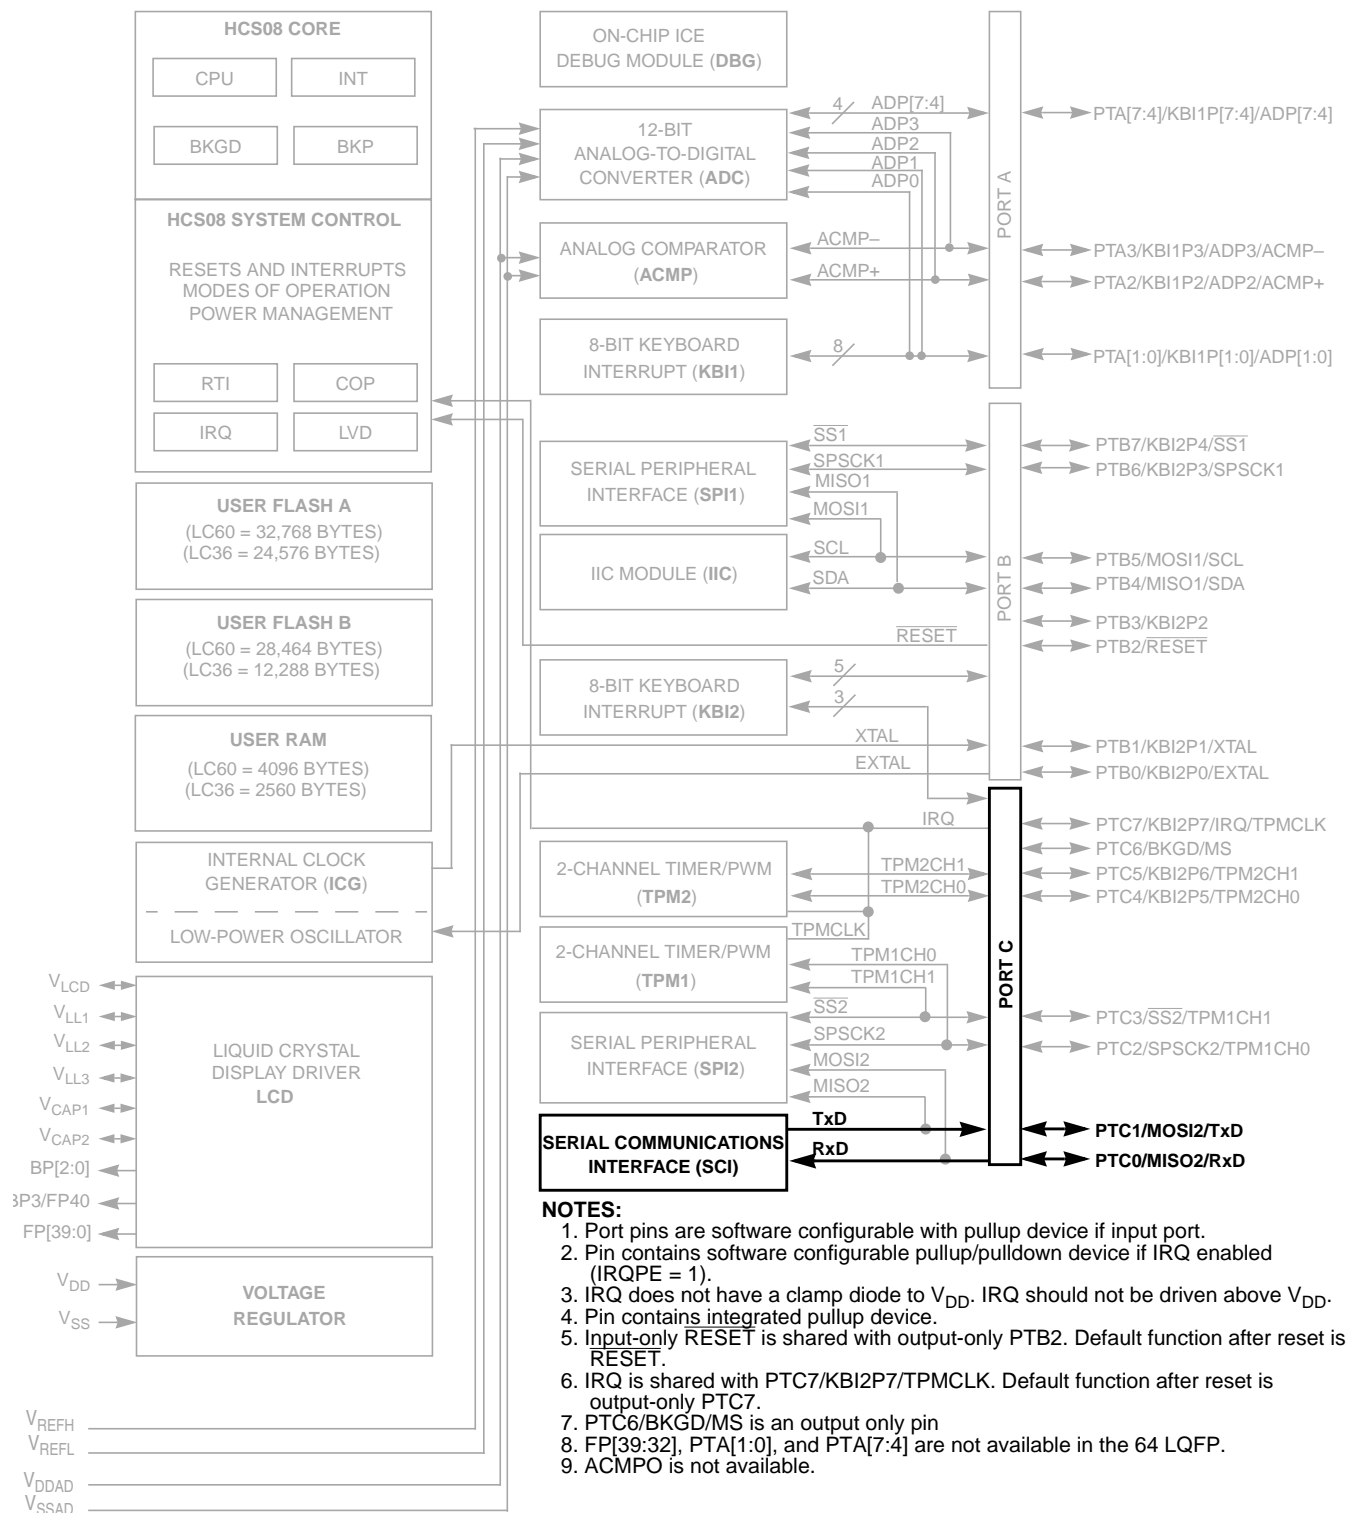 HCS08 CORE
CPU
INT
BKGD
BKP
HCS08 SYSTEM CONTROL
RESETS AND INTERRUPTS
MODES OF OPERATION
POWER MANAGEMENT
RTI
COP
IRQ
LVD
USER FLASH A
(LC60 = 32,768 BYTES)
(LC36 = 24,576 BYTES)
USER FLASH B
(LC60 = 28,464 BYTES)
(LC36 = 12,288 BYTES)
USER RAM
(LC60 = 4096 BYTES)
(LC36 = 2560 BYTES)
INTERNAL CLOCK
GENERATOR (ICG)
LOW-POWER OSCILLATOR
VLCD
VLL1
VLL2
VLL3
VCAP1
VCAP2
BP[2:0]
BP3/FP40
FP[39:0]
LIQUID CRYSTAL
DISPLAY DRIVER
LCD
VDD
VSS
VOLTAGE
REGULATOR
VREFH
VREFL
VDDAD
VSSAD
ON-CHIP ICE
DEBUG MODULE (DBG)
12-BIT
ANALOG-TO-DIGITAL
CONVERTER (ADC)
4
ADP[7:4]
ADP3
ADP2
ADP1
ADP0
ANALOG COMPARATOR
(ACMP)
ACMP–
ACMP+
8-BIT KEYBOARD
INTERRUPT (KBI1)
8
PORT A
PTA[7:4]/KBI1P[7:4]/ADP[7:4]
PTA3/KBI1P3/ADP3/ACMP–
PTA2/KBI1P2/ADP2/ACMP+
PTA[1:0]/KBI1P[1:0]/ADP[1:0]
SERIAL PERIPHERAL
INTERFACE (SPI1)
SS1
SPSCK1
MISO1
MOSI1
IIC MODULE (IIC)
SCL
SDA
RESET
8-BIT KEYBOARD
INTERRUPT (KBI2)
5
3
XTAL
EXTAL
PORT B
PTB7/KBI2P4/SS1
PTB6/KBI2P3/SPSCK1
PTB5/MOSI1/SCL
PTB4/MISO1/SDA
PTB3/KBI2P2
PTB2/RESET
PTB1/KBI2P1/XTAL
PTB0/KBI2P0/EXTAL
IRQ
2-CHANNEL TIMER/PWM
(TPM2)
TPM2CH1
TPM2CH0
TPMCLK
2-CHANNEL TIMER/PWM
(TPM1)
TPM1CH0
TPM1CH1
SERIAL PERIPHERAL
INTERFACE (SPI2)
SS2
SPSCK2
MOSI2
MISO2
SERIAL COMMUNICATIONS
INTERFACE (SCI)
TxD
RxD
PORT C
PTC7/KBI2P7/IRQ/TPMCLK
PTC6/BKGD/MS
PTC5/KBI2P6/TPM2CH1
PTC4/KBI2P5/TPM2CH0
PTC3/SS2/TPM1CH1
PTC2/SPSCK2/TPM1CH0
PTC1/MOSI2/TxD
PTC0/MISO2/RxD
NOTES:
1. Port pins are software configurable with pullup device if input port.
2. Pin contains software configurable pullup/pulldown device if IRQ enabled
(IRQPE = 1).
3. IRQ does not have a clamp diode to VDD. IRQ should not be driven above VDD.
4. Pin contains integrated pullup device.
5. Input-only RESET is shared with output-only PTB2. Default function after reset is
RESET.
6. IRQ is shared with PTC7/KBI2P7/TPMCLK. Default function after reset is
output-only PTC7.
7. PTC6/BKGD/MS is an output only pin
8. FP[39:32], PTA[1:0], and PTA[7:4] are not available in the 64 LQFP.
9. ACMPO is not available.